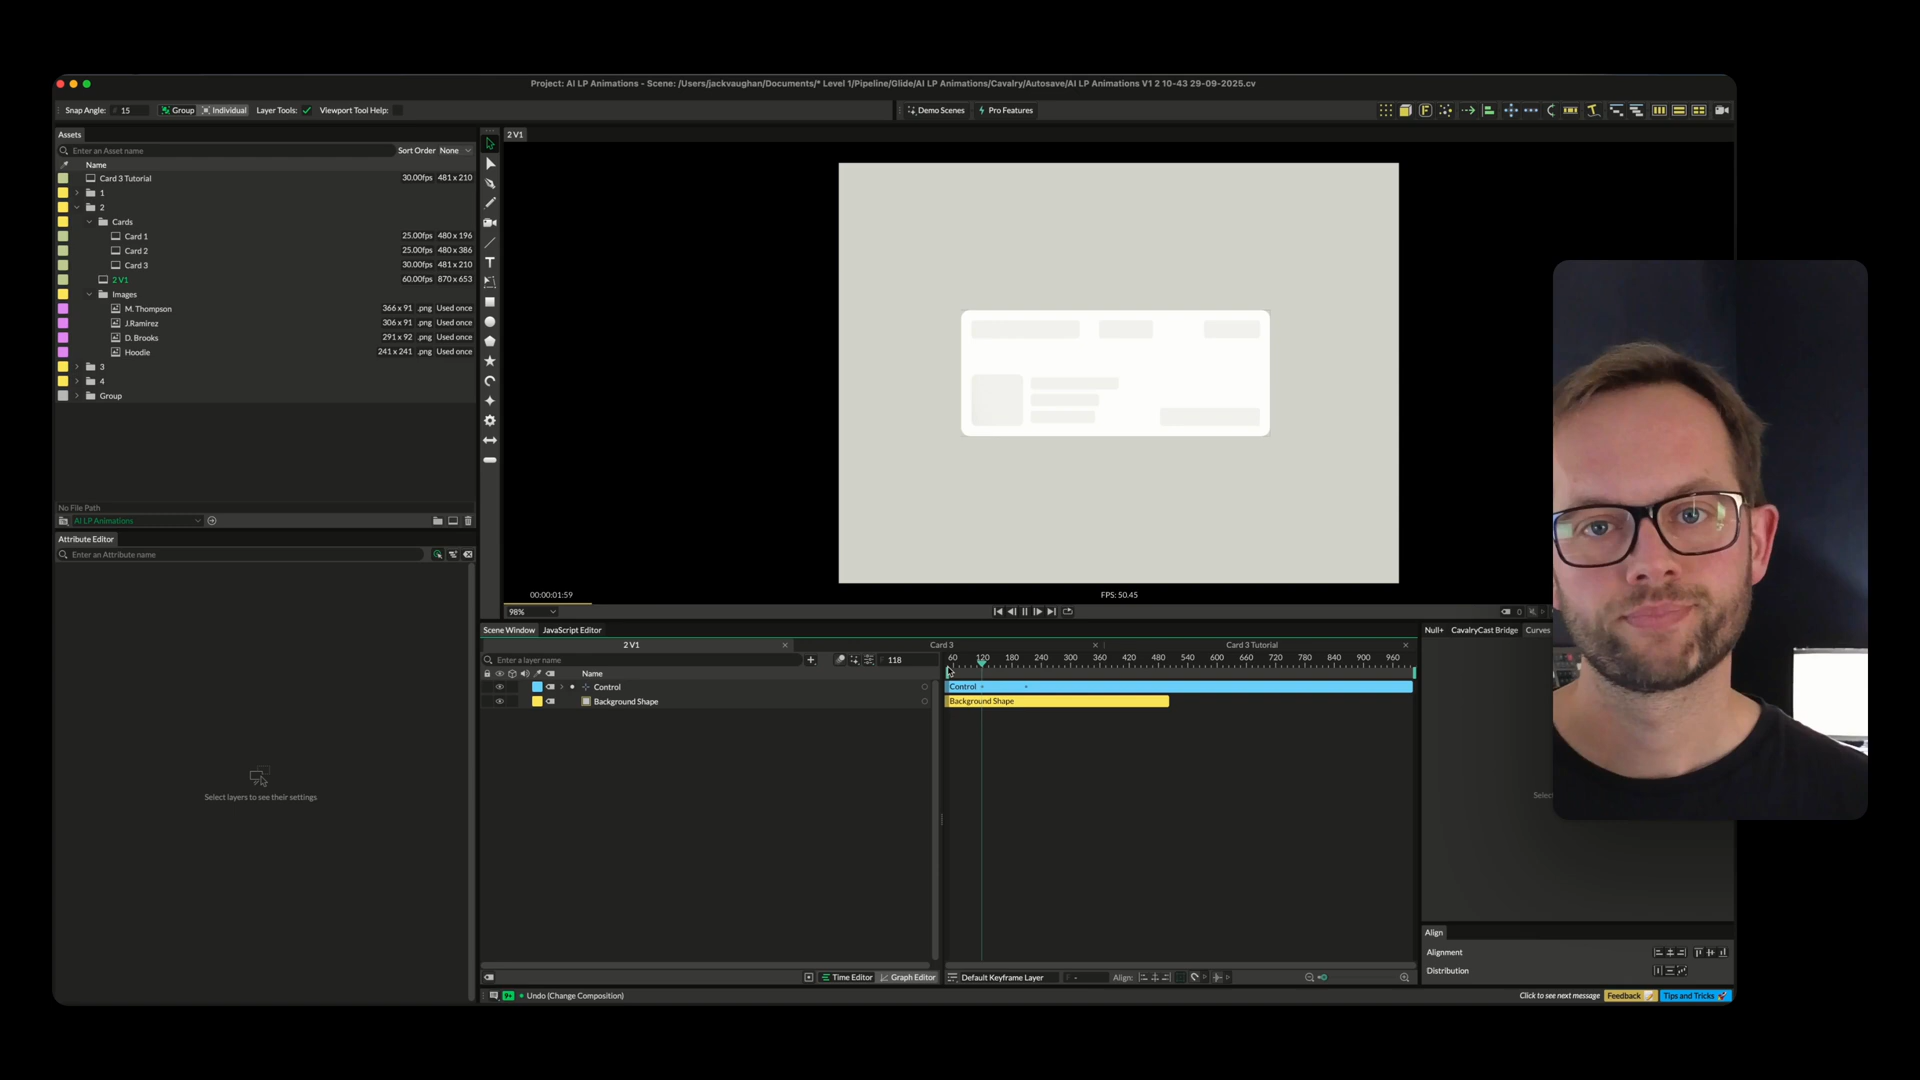 Project: AI LP Animations - Scene: /Users/jackvaughan/Documents/* Level 1/Pipeline/Glide/AI LP Animations/Cavalry/Autosave/AI LP Animations V1 2 10-43 29-09-2025.cv
Snap Angle: 15 Group Individual Layer Tools: Viewport Tool Help: Demo Scenes Pro Features
Assets
2 V1
Enter an Asset name Sort Order None
Name
Card 3 Tutorial 30.00fps 481 x 210
1
2
Cards
Card 1 25.00fps 480 x 196
Card 2 25.00fps 480 x 386
Card 3 30.00fps 481 x 210
2 V1 60.00fps 870 x 653
Images
M. Thompson 366 x 91 .png Used once
J.Ramirez 306 x 91 .png Used once
D. Brooks 291 x 92 .png Used once
Hoodie 241 x 241 .png Used once
3
4
Group
No File Path
AI LP Animations
Attribute Editor
Enter an Attribute name
Select layers to see their settings
00:00:01:59 FPS: 50.45
98% 0
Scene Window JavaScript Editor
2 V1 Card 3 Card 3 Tutorial
Enter a layer name 118
60 120 180 240 300 360 420 480 540 600 660 720 780 840 900 960
Name
Control Control
Background Shape Background Shape
Time Editor Graph Editor Default Keyframe Layer - Align:
Null+ CavalryCast Bridge Curves
Selec
Align
Alignment
Distribution
9+ Undo (Change Composition) Click to see next message Feedback Tips and Tricks